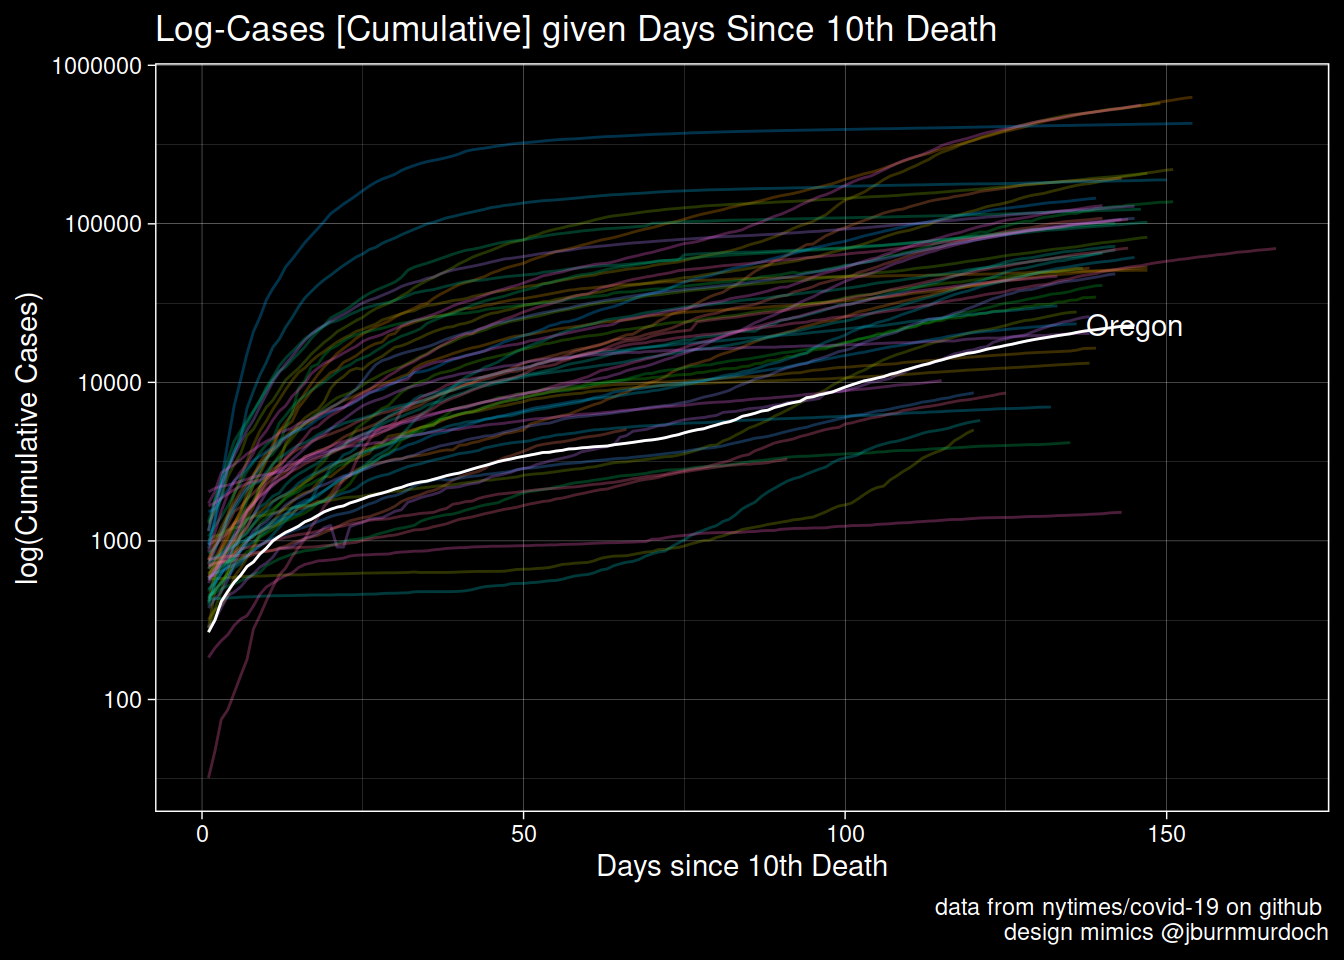 Log-Cases [Cumulative] given Days Since 10th Death
1000000
100000
10000
1000
100
log(Cumulative Cases)
Oregon
0 50 100 150
Days since 10th Death
data from nytimes/covid-19 on github
design mimics @jburnmurdoch